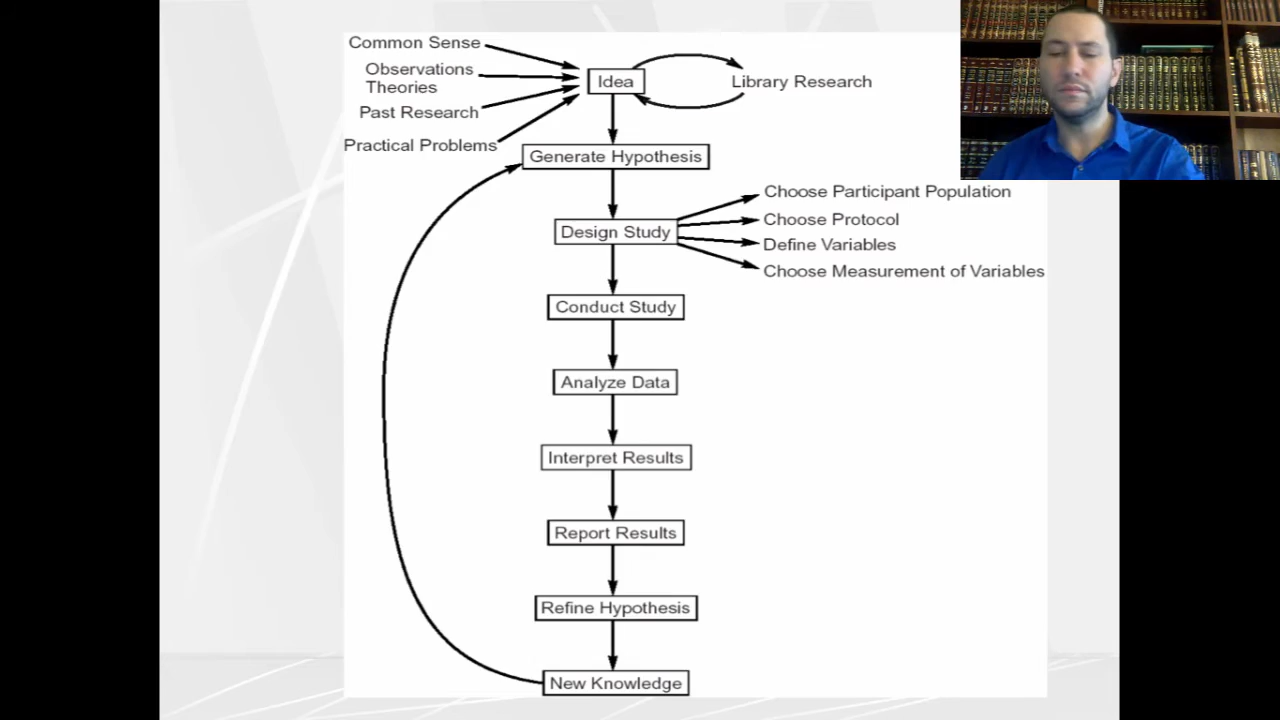 Common Sense
Observations
Theories
Past Research
Practical Problems
Idea
Library Research
Generate Hypothesis
Design Study
Choose Participant Population
Choose Protocol
Define Variables
Choose Measurement of Variables
Conduct Study
Analyze Data
Interpret Results
Report Results
Refine Hypothesis
New Knowledge